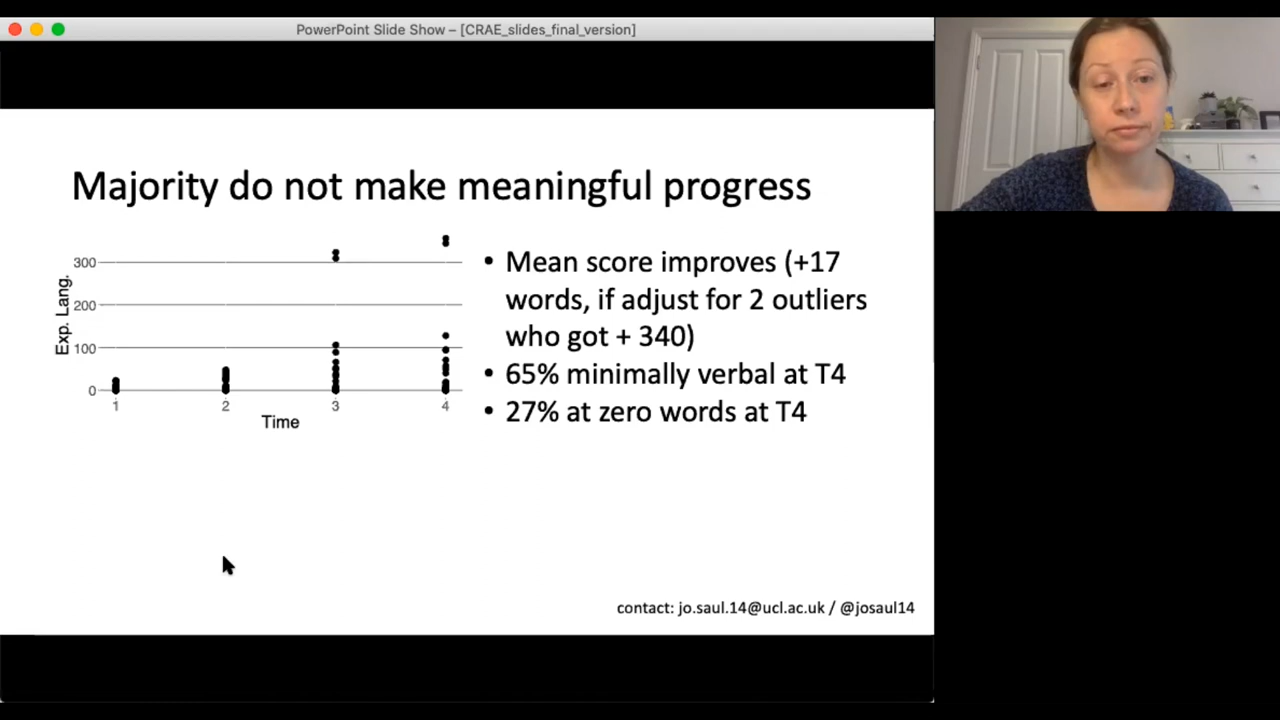 PowerPoint Slide Show – [CRAE_slides_final_version]
Majority do not make meaningful progress
Exp. Lang.
300
200
100
0
1 2 3 4
Time
• Mean score improves (+17
words, if adjust for 2 outliers
who got + 340)
• 65% minimally verbal at T4
• 27% at zero words at T4
contact: jo.saul.14@ucl.ac.uk / @josaul14